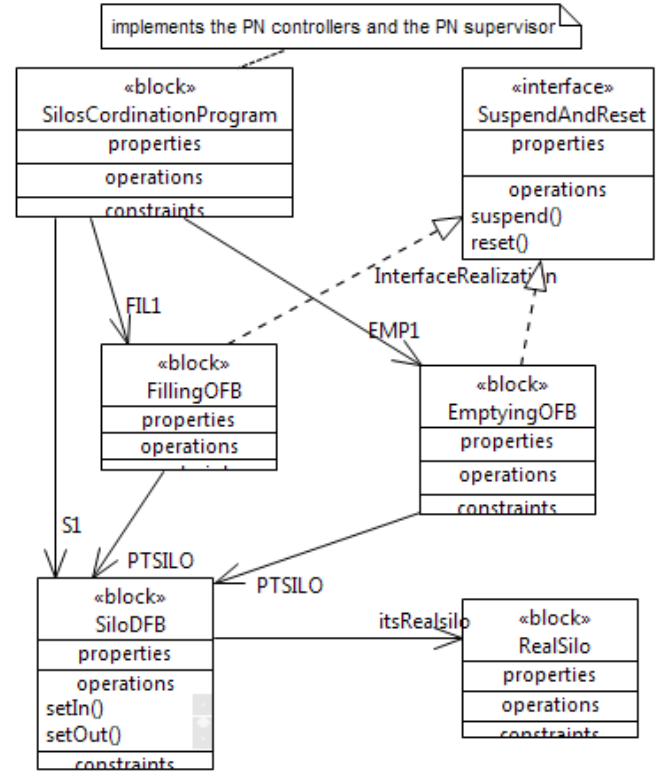 implements the PN controllers and the PN supervisor
«block»
SilosCordinationProgram
properties
operations
constraints
«interface»
SuspendAndReset
properties
operations
suspend()
reset()
InterfaceRealization
FIL1
EMP1
«block»
FillingOFB
properties
operations
«block»
EmptyingOFB
properties
operations
constraints
S1
PTSILO
PTSILO
«block»
SiloDFB
properties
operations
setIn()
setOut()
constraints
itsRealsilo
«block»
RealSilo
properties
operations
constraints